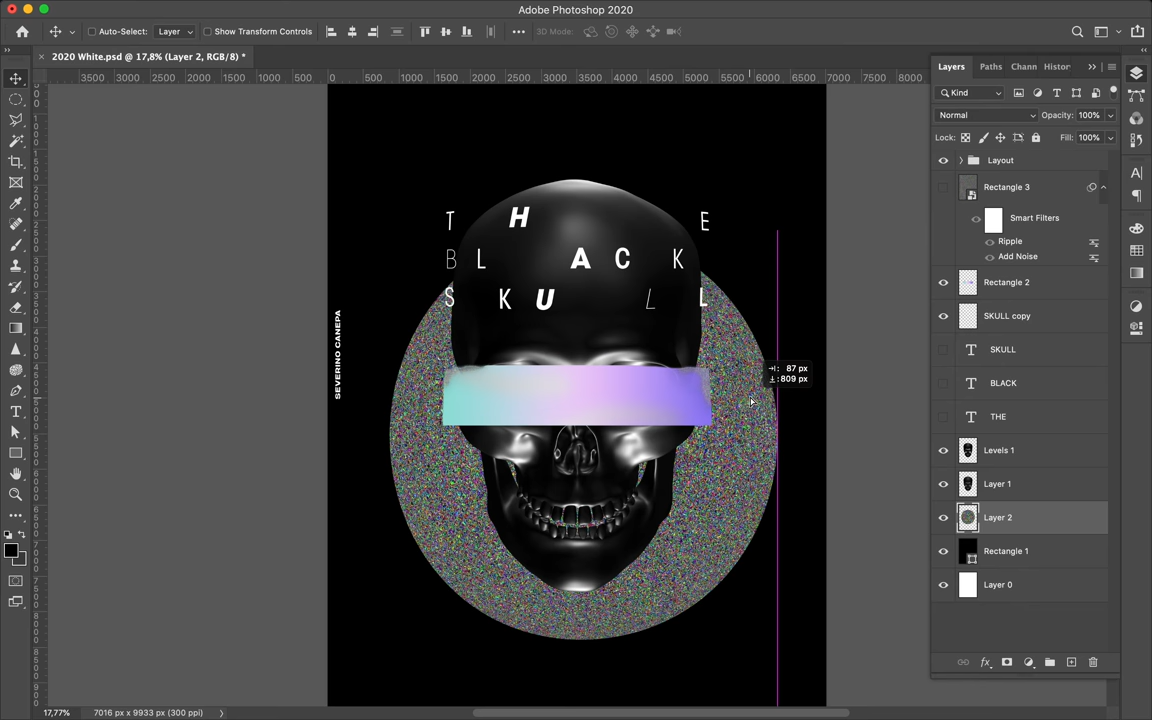 Adobe Photoshop 2020
Auto-Select: Layer Show Transform Controls 3D Mode:
2020 White.psd @ 17,8% (Layer 2, RGB/8) *
3500 3000 2500 2000 1500 1000 500 0 500 1000 1500 2000 2500 3000 3500 4000 4500 5000 5500 6000 6500 7000 7500 8000
Layers Paths Chann Histor
Kind
Normal Opacity: 100%
Lock: Fill: 100%
Layout
Rectangle 3
Smart Filters
Ripple
Add Noise
Rectangle 2
SKULL copy
SKULL
BLACK
THE
Levels 1
Layer 1
Layer 2
Rectangle 1
Layer 0
T H E
B L A C K
S K U L L
SEVERINO CANEPA
87 px
809 px
17,77% 7016 px x 9933 px (300 ppi)